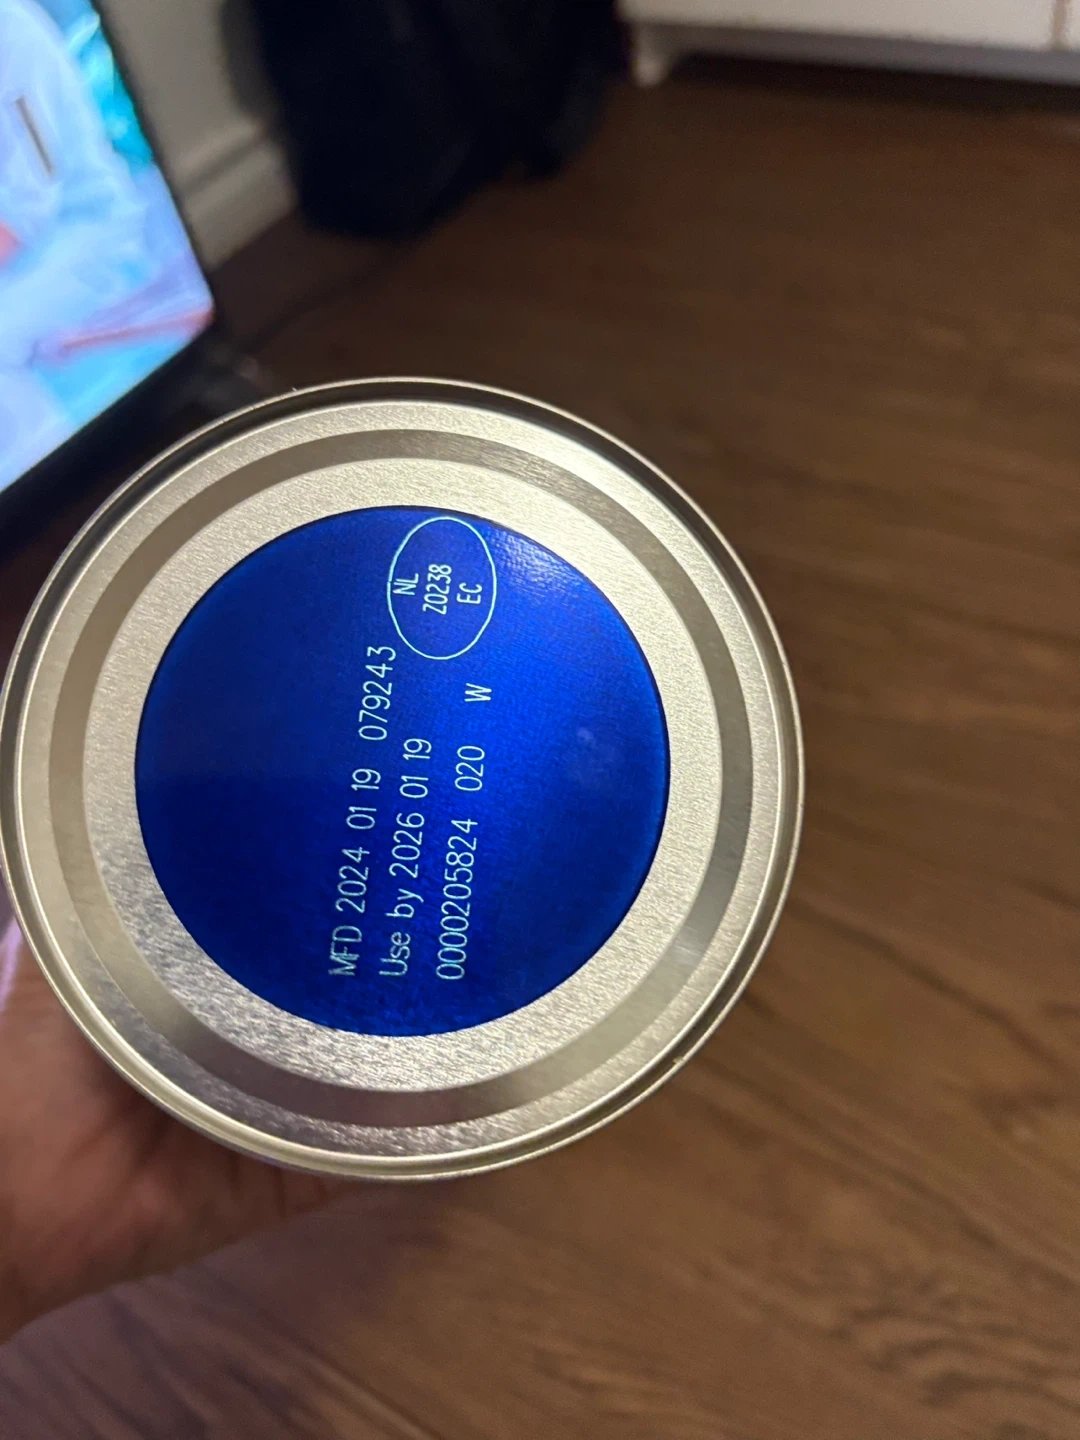 MFD 2024 01 19 079243
Use by 2026 01 19
0000205824 020 W
NL
Z0238
EC